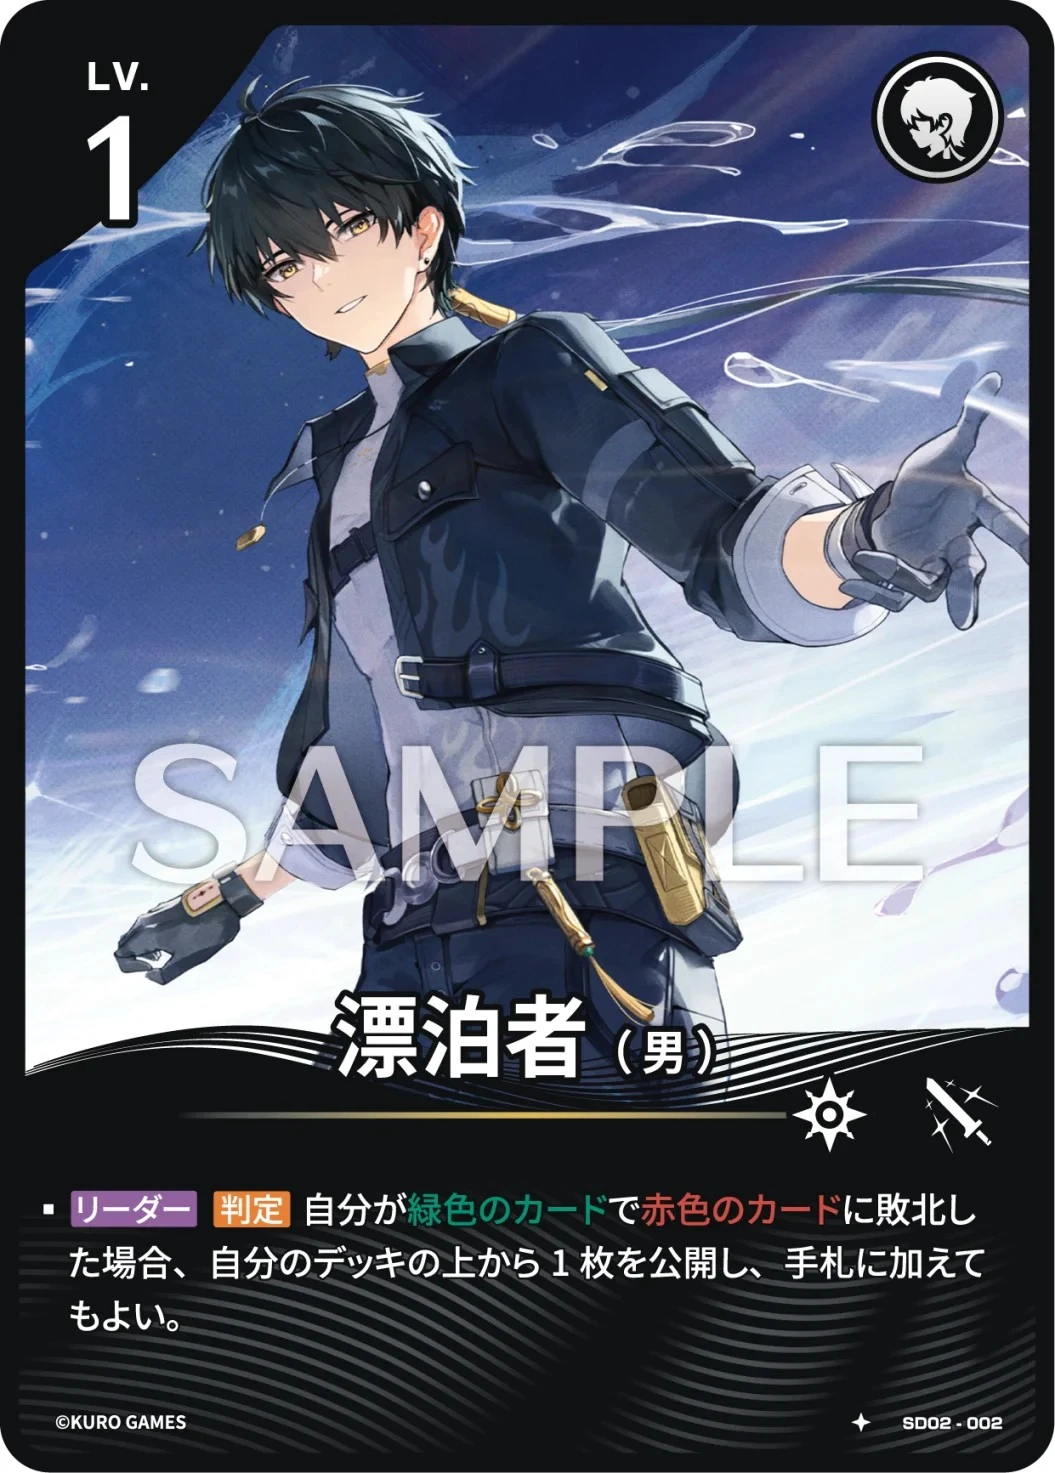 LV.
1
SAMPLE
漂泊者（男）
▪ リーダー 判定 自分が緑色のカードで赤色のカードに敗北し
た場合、自分のデッキの上から1枚を公開し、手札に加えて
もよい。
©KURO GAMES
SD02 - 002